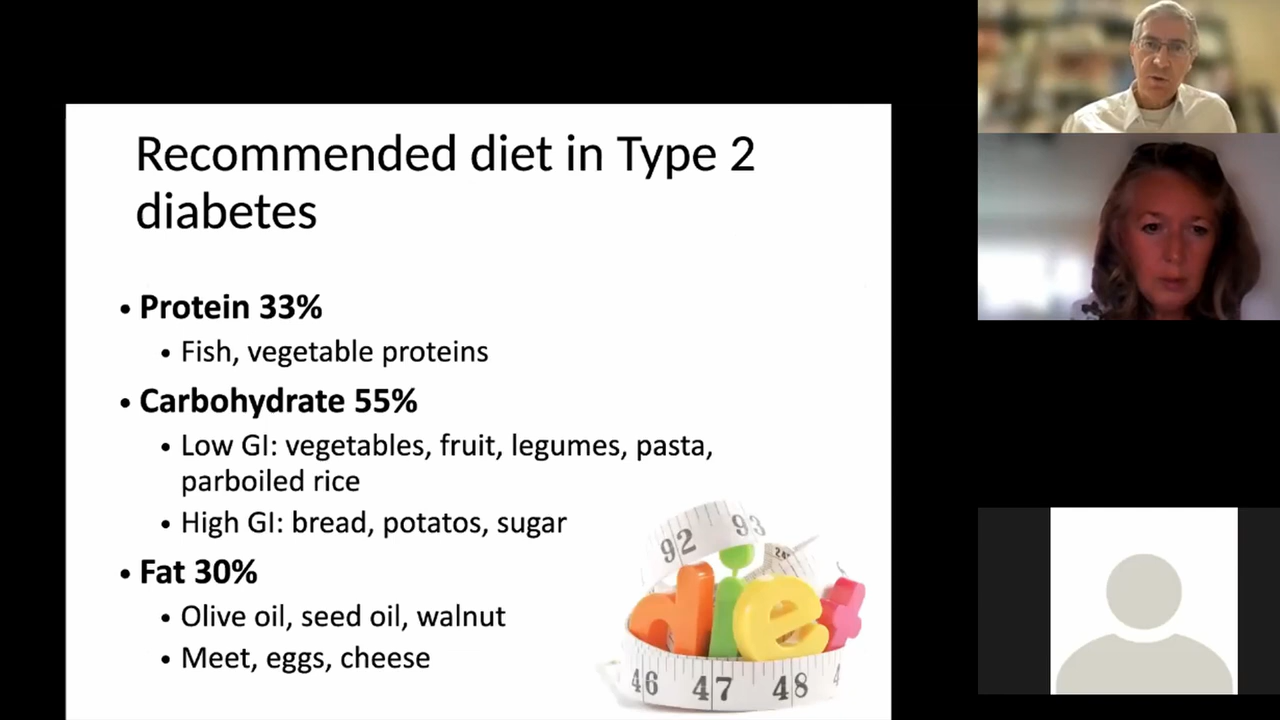 Recommended diet in Type 2
diabetes
• Protein 33%
• Fish, vegetable proteins
• Carbohydrate 55%
• Low GI: vegetables, fruit, legumes, pasta,
parboiled rice
• High GI: bread, potatos, sugar
• Fat 30%
• Olive oil, seed oil, walnut
• Meet, eggs, cheese
92 93
24
diet
46 47 48